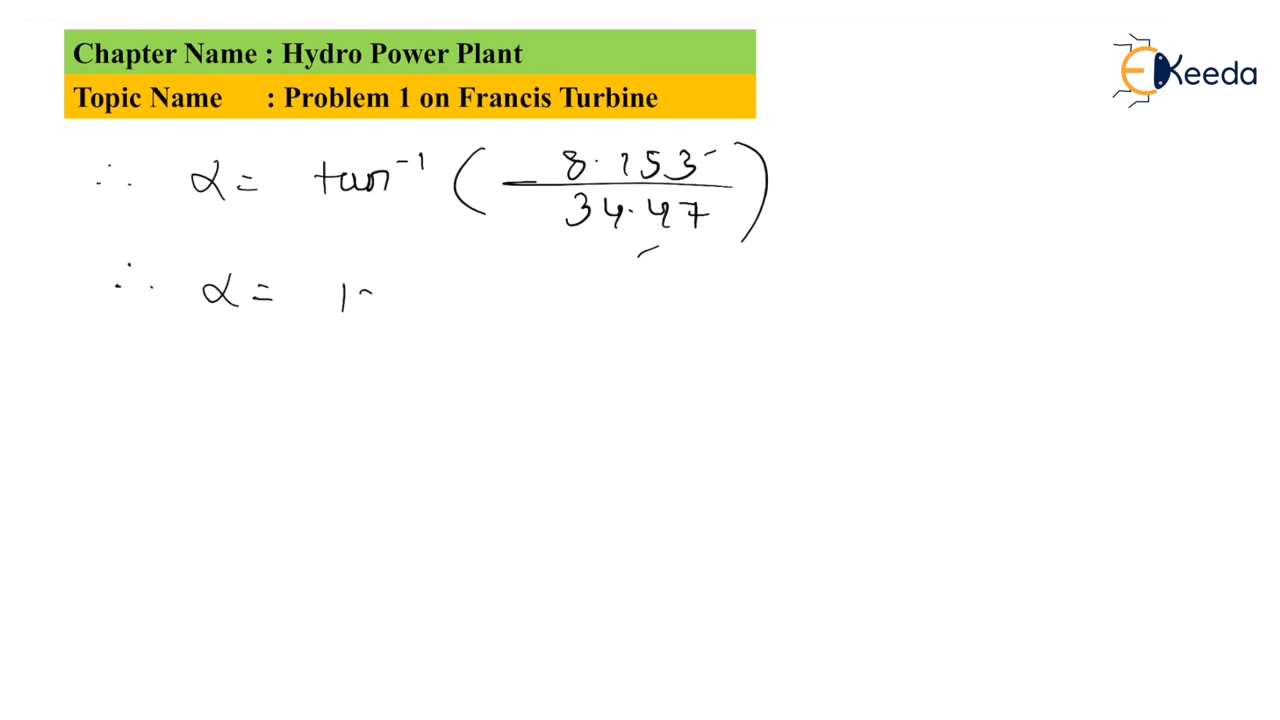 Chapter Name : Hydro Power Plant
EKeeda
Topic Name : Problem 1 on Francis Turbine
∴ α = tan⁻¹ ( 8.153 / 34.47 )
∴ α = 1